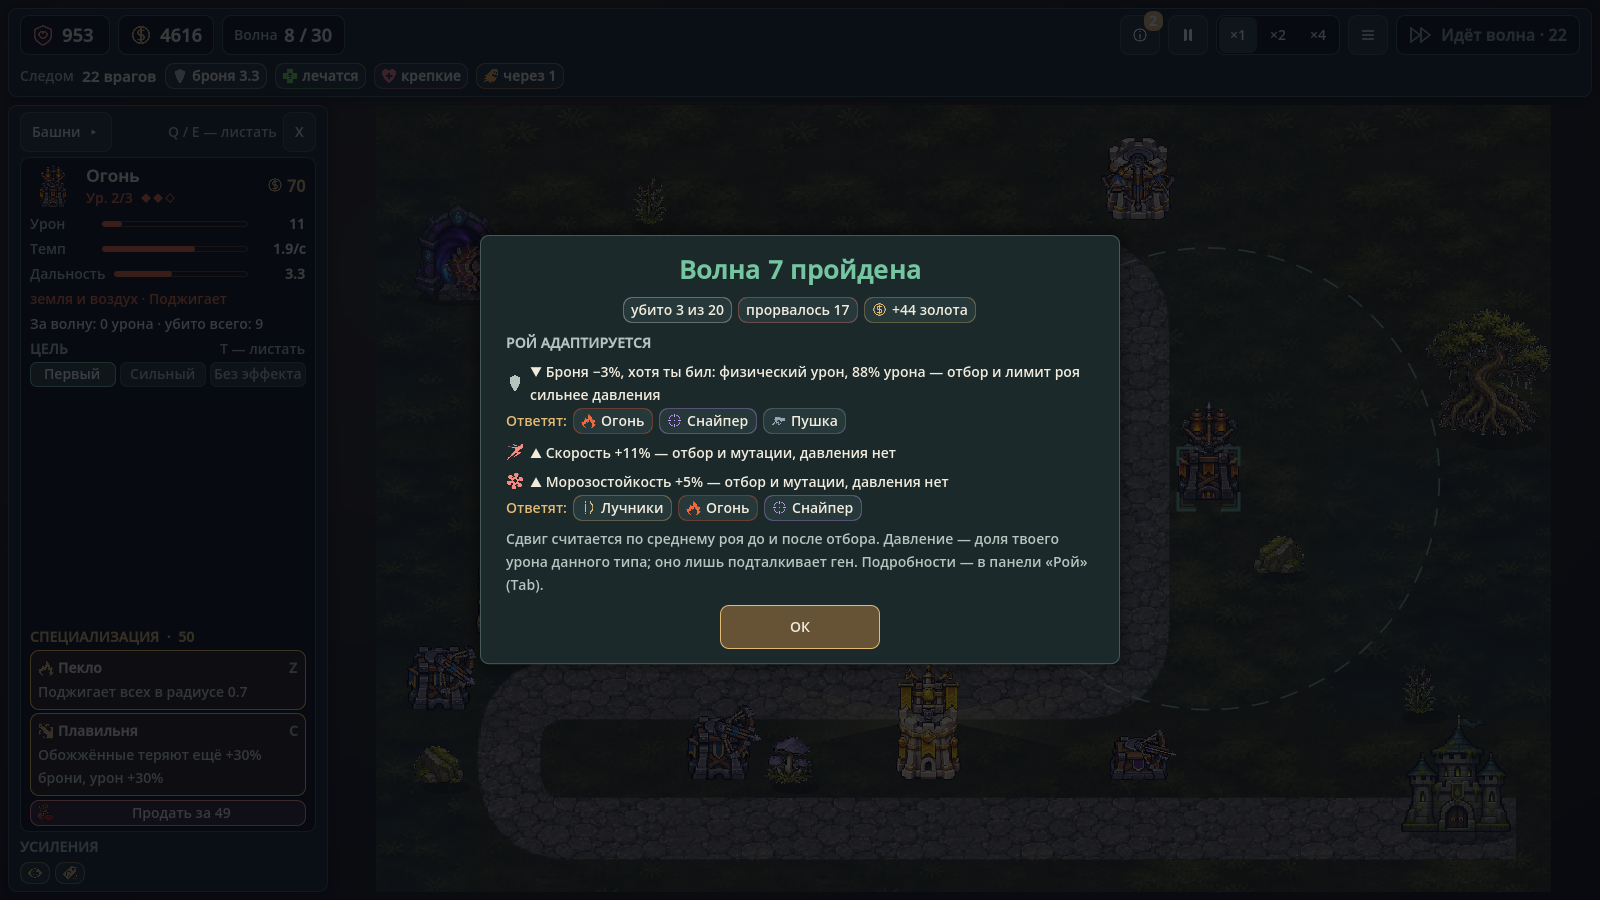 953
4616
Волна 8 / 30
2
×1 ×2 ×4
Идёт волна · 22
Следом 22 врагов броня 3.3 лечатся крепкие через 1
Башни ▸ Q / E — листать X
Огонь
Ур. 2/3
70
Урон 11
Темп 1.9/с
Дальность 3.3
земля и воздух · Поджигает
За волну: 0 урона · убито всего: 9
ЦЕЛЬ T — листать
Первый Сильный Без эффекта
СПЕЦИАЛИЗАЦИЯ · 50
Пекло Z
Поджигает всех в радиусе 0.7
Плавильня C
Обожжённые теряют ещё +30%
брони, урон +30%
Продать за 49
УСИЛЕНИЯ
Волна 7 пройдена
убито 3 из 20 прорвалось 17 +44 золота
РОЙ АДАПТИРУЕТСЯ
▼ Броня −3%, хотя ты бил: физический урон, 88% урона — отбор и лимит роя
сильнее давления
Ответят: Огонь Снайпер Пушка
▲ Скорость +11% — отбор и мутации, давления нет
▲ Морозостойкость +5% — отбор и мутации, давления нет
Ответят: Лучники Огонь Снайпер
Сдвиг считается по среднему роя до и после отбора. Давление — доля твоего
урона данного типа; оно лишь подталкивает ген. Подробности — в панели «Рой»
(Tab).
ОК